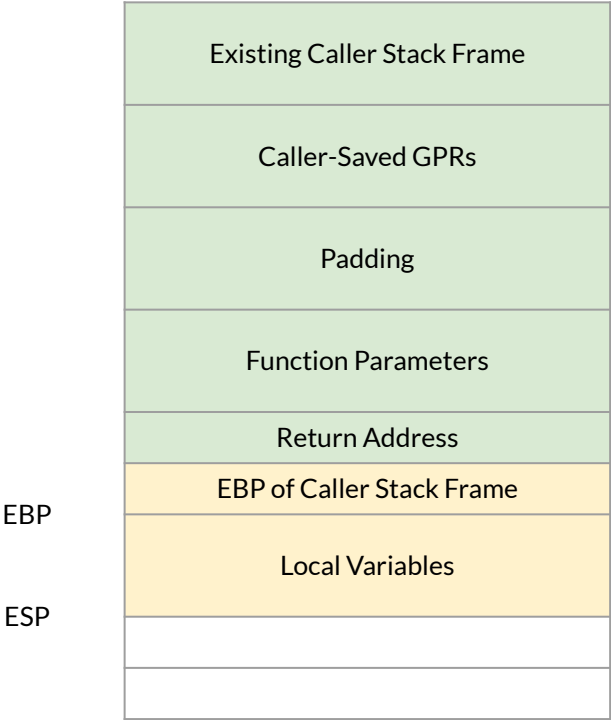 Existing Caller Stack Frame
Caller-Saved GPRs
Padding
Function Parameters
Return Address
EBP of Caller Stack Frame
EBP
Local Variables
ESP